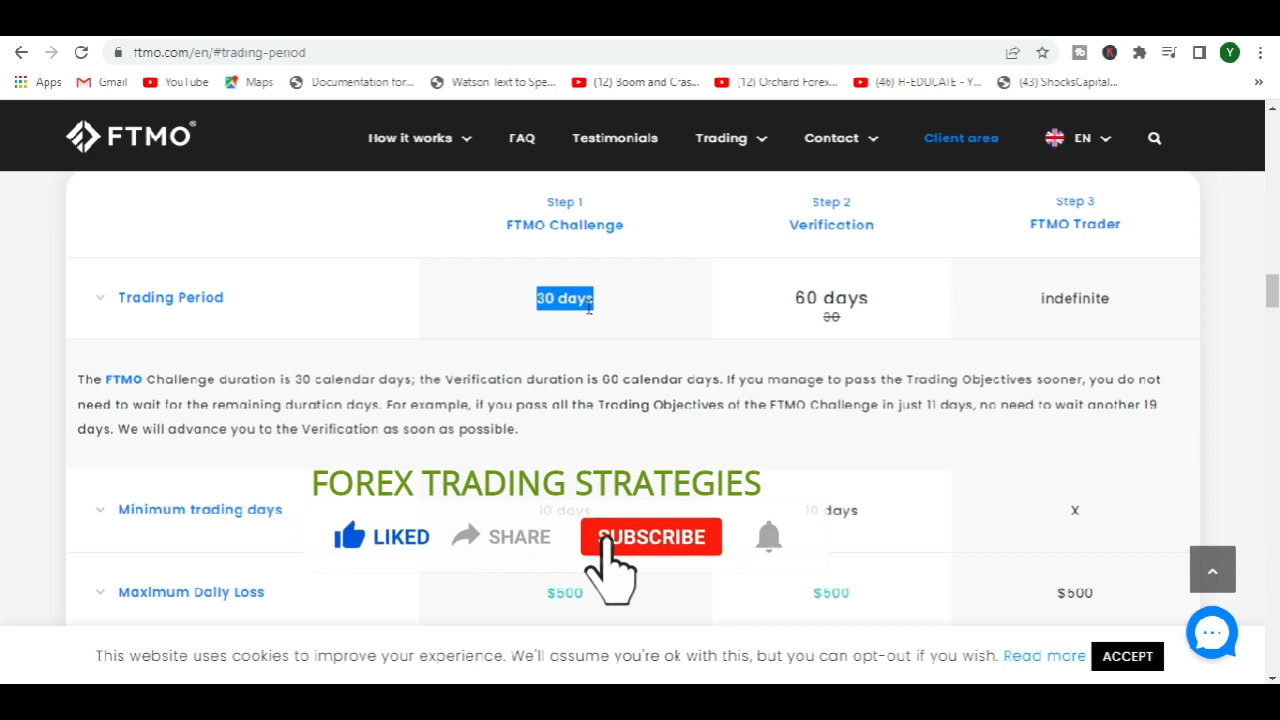 ftmo.com/en/#trading-period
Y
Apps Gmail YouTube Maps Documentation for... Watson Text to Spe... (12) Boom and Cras... (12) Orchard Forex... (46) H-EDUCATE - Y... (43) ShocksCapital... »
FTMO® How it works FAQ Testimonials Trading Contact Client area EN
Step 1 Step 2 Step 3
FTMO Challenge Verification FTMO Trader
Trading Period 30 days 60 days indefinite
30
The FTMO Challenge duration is 30 calendar days; the Verification duration is 60 calendar days. If you manage to pass the Trading Objectives sooner, you do not
need to wait for the remaining duration days. For example, if you pass all the Trading Objectives of the FTMO Challenge in just 11 days, no need to wait another 19
days. We will advance you to the Verification as soon as possible.
FOREX TRADING STRATEGIES
Minimum trading days 10 days 10 days X
LIKED SHARE SUBSCRIBE
Maximum Daily Loss $500 $500 $500
This website uses cookies to improve your experience. We'll assume you're ok with this, but you can opt-out if you wish. Read more ACCEPT